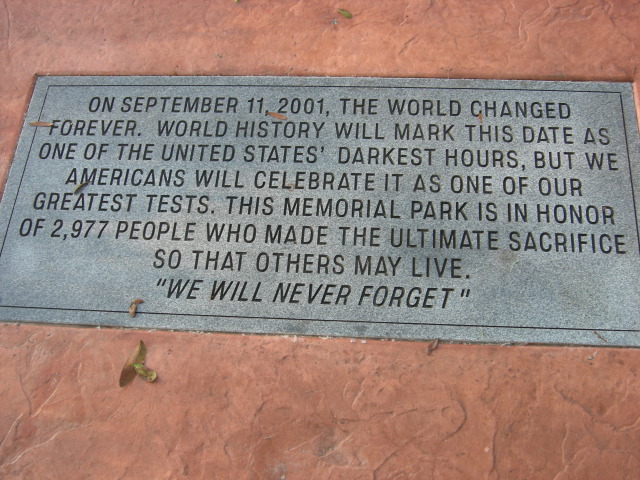 ON SEPTEMBER 11, 2001, THE WORLD CHANGED
FOREVER. WORLD HISTORY WILL MARK THIS DATE AS
ONE OF THE UNITED STATES' DARKEST HOURS, BUT WE
AMERICANS WILL CELEBRATE IT AS ONE OF OUR
GREATEST TESTS. THIS MEMORIAL PARK IS IN HONOR
OF 2,977 PEOPLE WHO MADE THE ULTIMATE SACRIFICE
SO THAT OTHERS MAY LIVE.
"WE WILL NEVER FORGET"